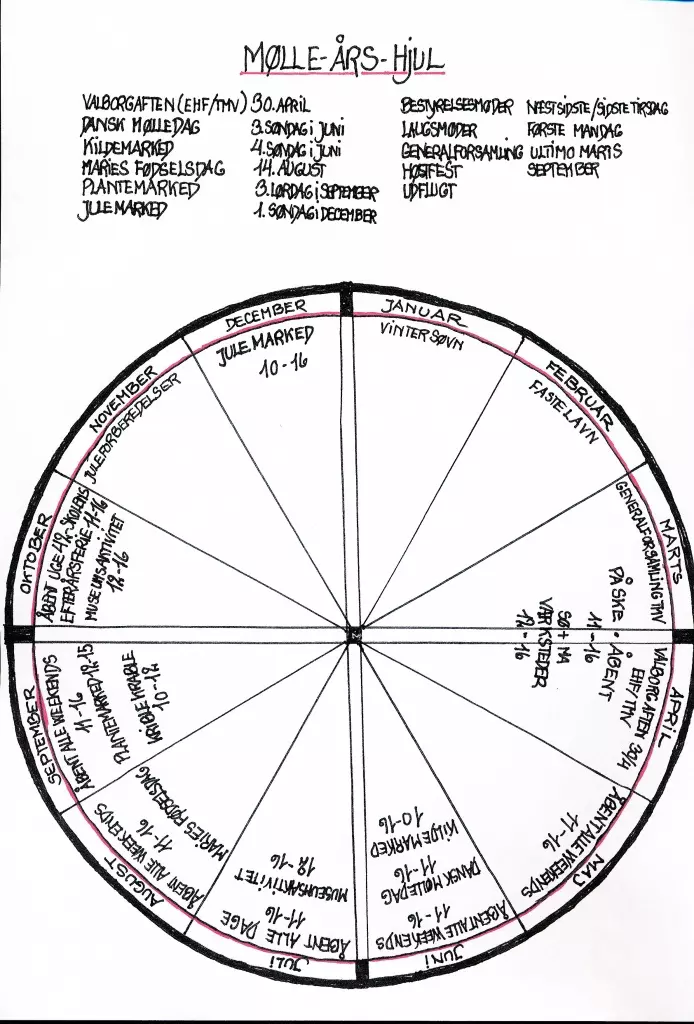 MØLLE-ÅRS-HJUL
VALBORGAFTEN (EHF/TMV) 30. APRIL
DANSK MØLLEDAG 3. SØNDAG i JUNI
KILDEMARKED 4. SØNDAG i JUNI
MARIES FØDSELSDAG 14. AUGUST
PLANTEMARKED 3. LØRDAG i SEPTEMBER
JULEMARKED 1. SØNDAG i DECEMBER
BESTYRELSESMØDER NÆSTSIDSTE/SIDSTE TIRSDAG
LAUGSMØDER FØRSTE MANDAG
GENERALFORSAMLING ULTIMO MARTS
HØSTFEST SEPTEMBER
UDFLUGT
JANUAR
VINTERSØVN
FEBRUAR
FASTELAVN
MARTS
GENERALFORSAMLING TMV
PÅSKE · ÅBENT
11-16
SØ + MA
VÆRKSTEDER
12-16
APRIL
VALBORGAFTEN 30/4
EHF/TMV
MAJ
ÅBENT ALLE WEEKENDS
11-16
JUNI
ÅBENT ALLE WEEKENDS
11-16
DANSK MØLLEDAG
11-16
KILDEMARKED
10-16
JULI
ÅBENT ALLE DAGE
11-16
MUSEUMSAKTIVITET
12-16
AUGUST
ÅBENT ALLE WEEKENDS
11-16
MARIES FØDSELSDAG
SEPTEMBER
ÅBENT ALLE WEEKENDS
11-16
PLANTEMARKED 12-15
10-12
OKTOBER
ÅBENT UGE 42-SKOLENS
EFTERÅRSFERIE 11-16
MUSEUMSAKTIVITET
12-16
NOVEMBER
JULEFORBEREDELSER
DECEMBER
JULEMARKED
10-16